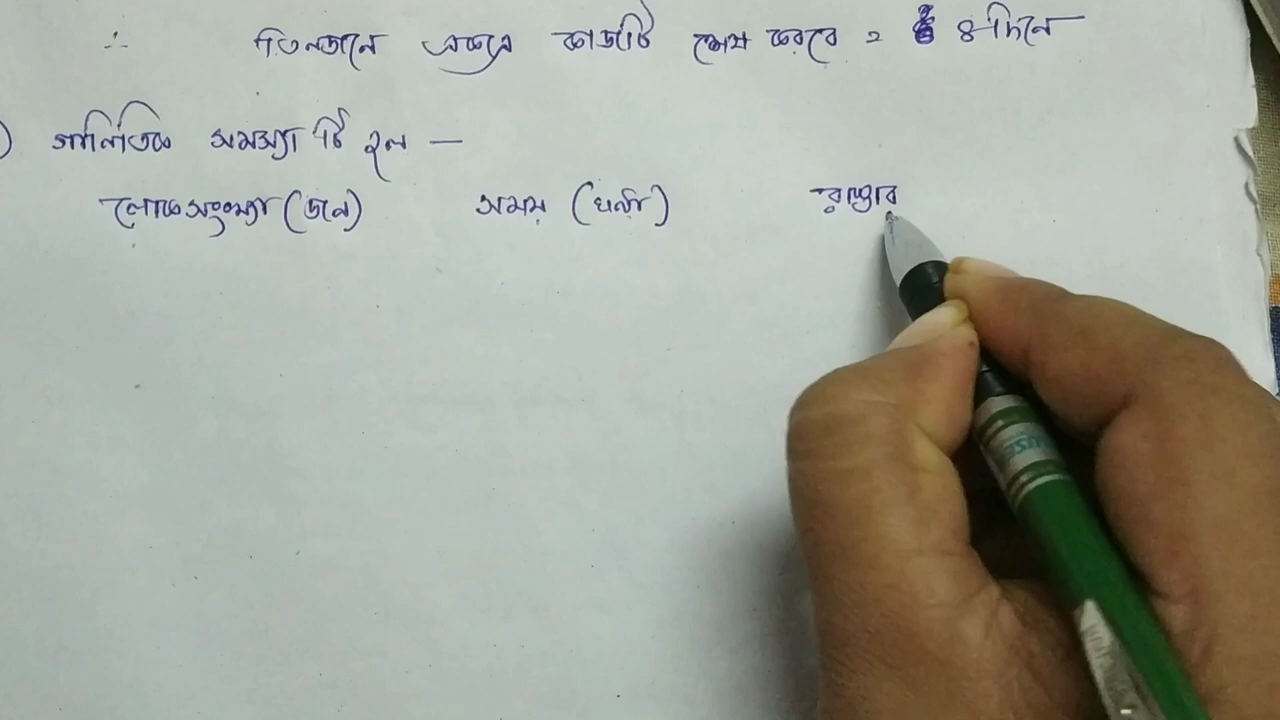 ∴ তিনজনে একত্রে কাজটি শেষ করবে = ৪ দিনে
) গাণিতিক সমস্যাটি হল —
লোকসংখ্যা (জন) সময় (ঘন্টা) রাস্তার